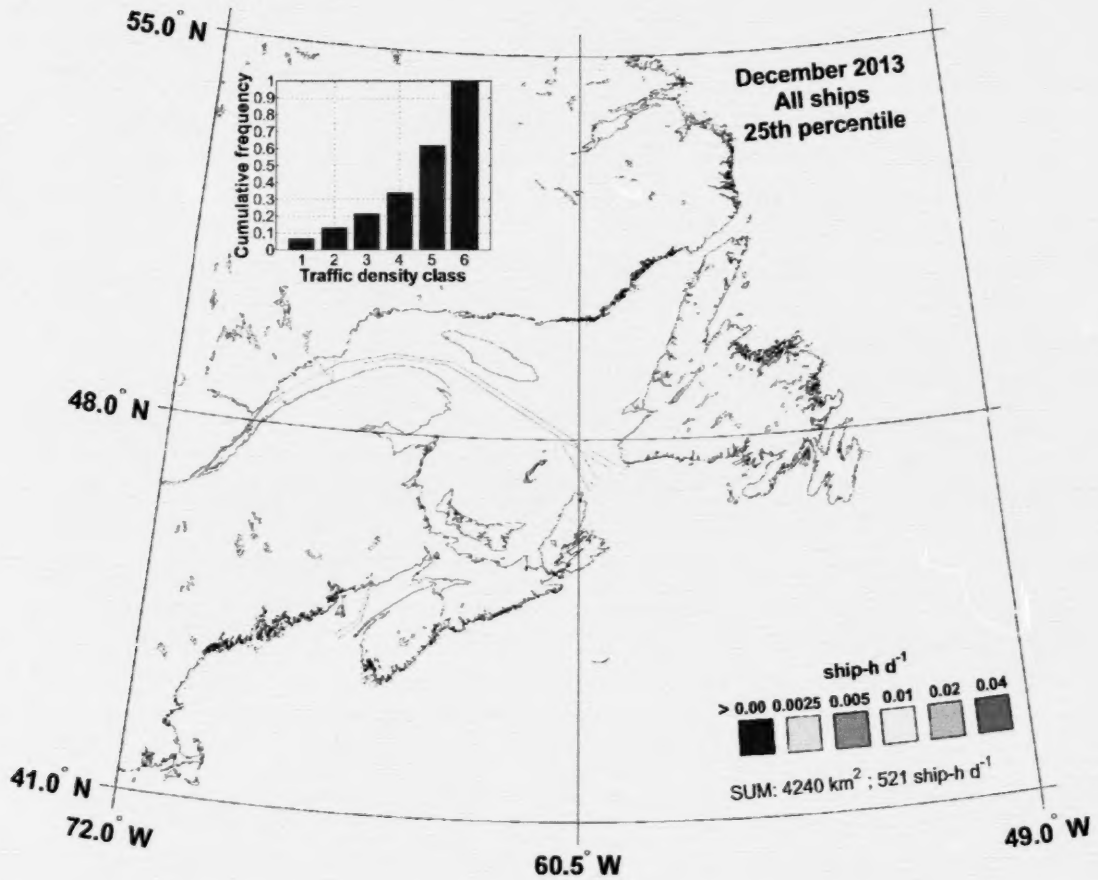 55.0° N
December 2013
All ships
25th percentile
Cumulative frequency
1
0.9
0.8
0.7
0.6
0.5
0.4
0.3
0.2
0.1
0
1 2 3 4 5 6
Traffic density class
48.0° N
ship-h d⁻¹
> 0.00 0.0025 0.005 0.01 0.02 0.04
SUM: 4240 km² ; 521 ship-h d⁻¹
41.0° N
72.0° W
60.5° W
49.0° W